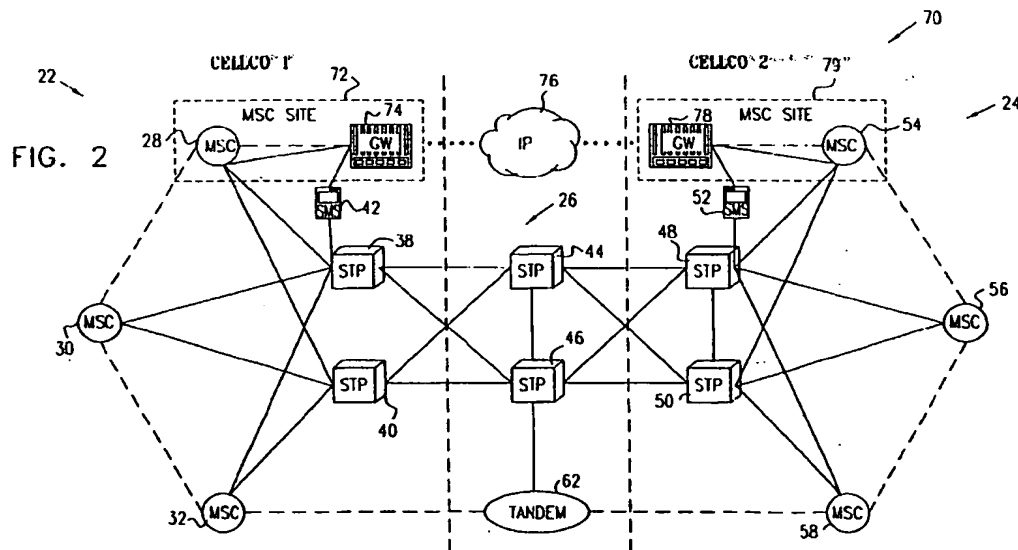 70
CELLCO 1
CELLCO 2
22
72
79
24
MSC SITE
MSC SITE
74
76
78
54
28
MSC
GW
IP
GW
MSC
FIG. 2
SMS
42
26
52
SMS
38
44
48
STP
STP
STP
56
30
MSC
MSC
46
STP
STP
STP
40
50
62
32
MSC
TANDEM
58
MSC